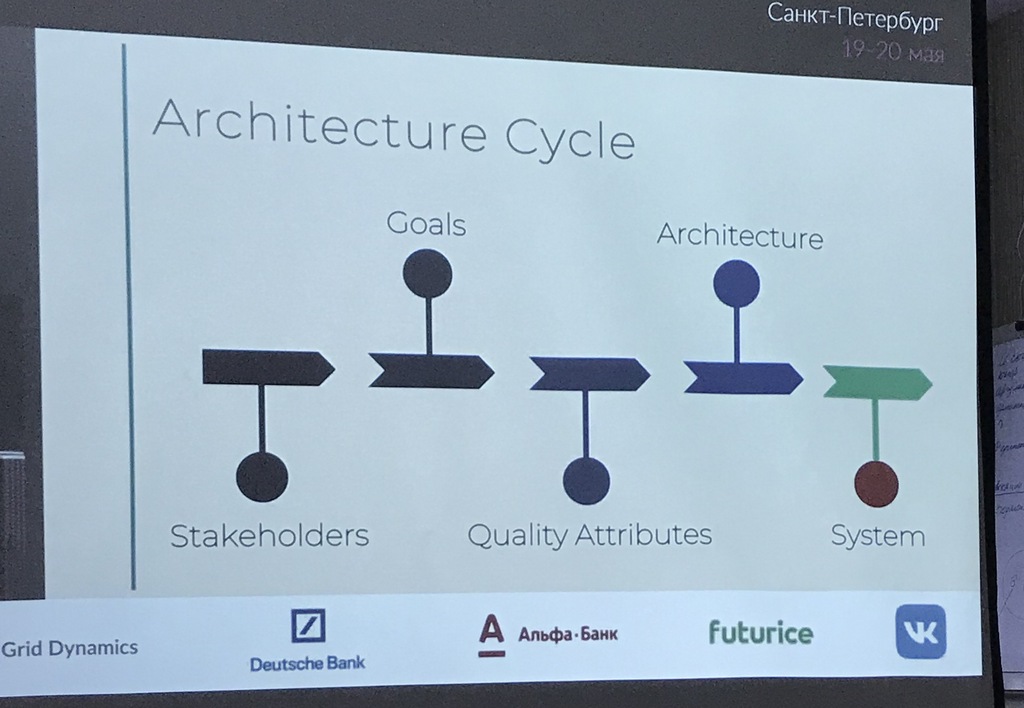 Санкт-Петербург
19-20 мая
Architecture Cycle
Goals
Architecture
Stakeholders
Quality Attributes
System
Grid Dynamics
Deutsche Bank
А Альфа·Банк
futurice
VK